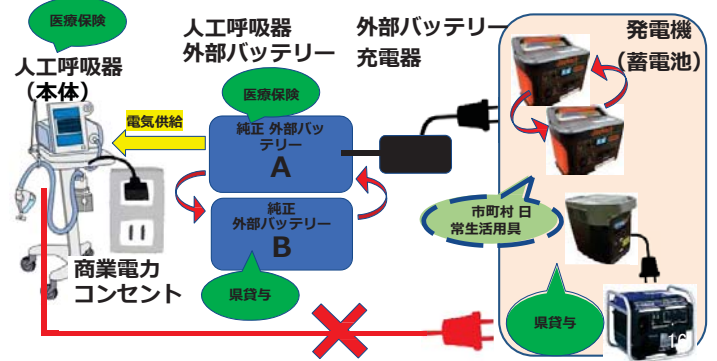 医療保険
人工呼吸器
（本体）
人工呼吸器
外部バッテリー
外部バッテリー
充電器
発電機
（蓄電池）
医療保険
電気供給
純正 外部バッ
テリー
A
純正
外部バッテリー
B
市町村 日
常生活用具
商業電力
コンセント
県貸与
県貸与
16